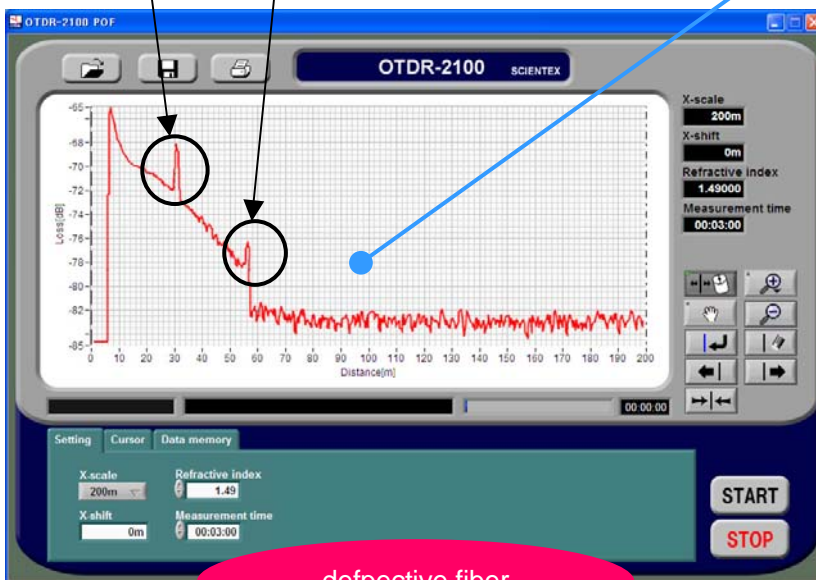 OTDR-2100 POF
OTDR-2100 SCIENTEX
X-scale
200m
X-shift
0m
Refractive index
1.49000
Measurement time
00:03:00
-65
-68
-70
-72
-74
-76
-78
-80
-82
-85
Loss[dB]
0 10 20 30 40 50 60 70 80 90 100 110 120 130 140 150 160 170 180 190 200
Distance[m]
00:00:00
Setting Cursor Data memory
X-scale Refractive index
200m 1.49
X-shift Measurement time
0m 00:03:00
START
STOP
defpective fiber